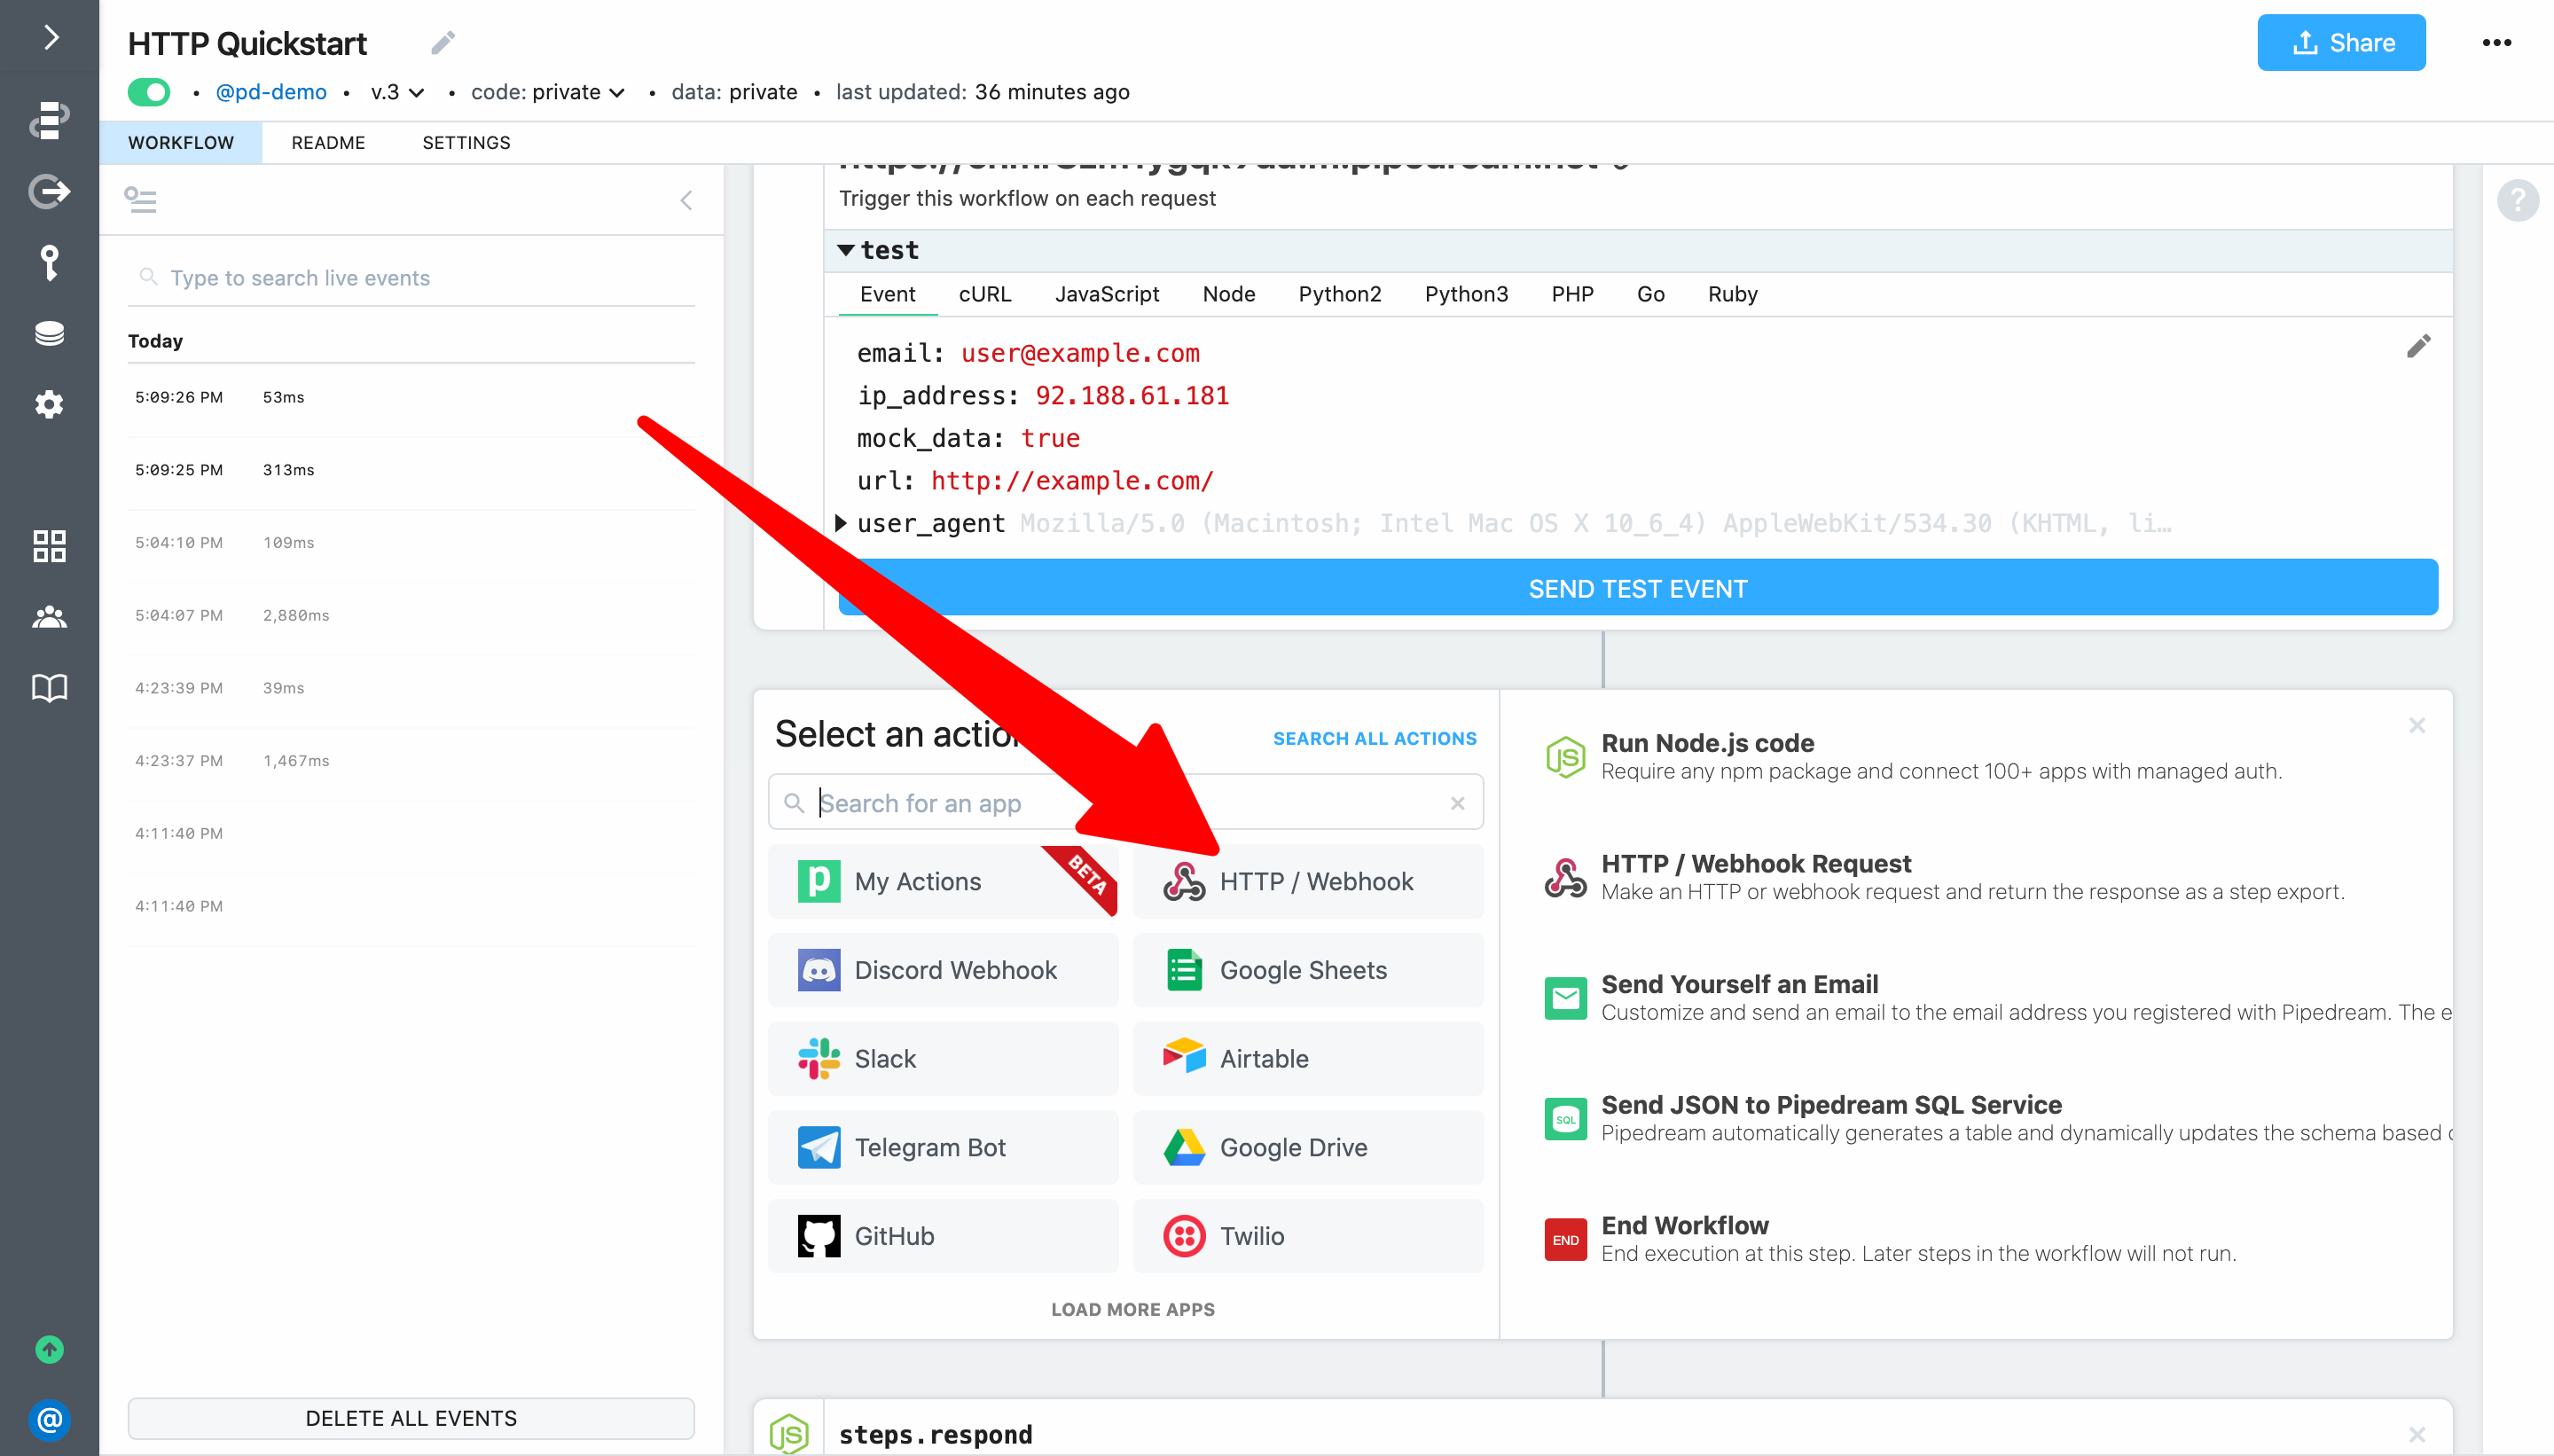 HTTP Quickstart
Share
• @pd-demo • v.3 • code: private • data: private • last updated: 36 minutes ago
WORKFLOW README SETTINGS
Trigger this workflow on each request
Type to search live events
Today
5:09:26 PM 53ms
5:09:25 PM 313ms
5:04:10 PM 109ms
5:04:07 PM 2,880ms
4:23:39 PM 39ms
4:23:37 PM 1,467ms
4:11:40 PM
4:11:40 PM
DELETE ALL EVENTS
test
Event cURL JavaScript Node Python2 Python3 PHP Go Ruby
email: user@example.com
ip_address: 92.188.61.181
mock_data: true
url: http://example.com/
user_agent Mozilla/5.0 (Macintosh; Intel Mac OS X 10_6_4) AppleWebKit/534.30 (KHTML, li…
SEND TEST EVENT
Select an action
SEARCH ALL ACTIONS
Search for an app
My Actions
BETA
HTTP / Webhook
Discord Webhook
Google Sheets
Slack
Airtable
Telegram Bot
Google Drive
GitHub
Twilio
LOAD MORE APPS
JS
Run Node.js code
Require any npm package and connect 100+ apps with managed auth.
HTTP / Webhook Request
Make an HTTP or webhook request and return the response as a step export.
Send Yourself an Email
Customize and send an email to the email address you registered with Pipedream. The e
SQL
Send JSON to Pipedream SQL Service
Pipedream automatically generates a table and dynamically updates the schema based
END
End Workflow
End execution at this step. Later steps in the workflow will not run.
JS
steps.respond